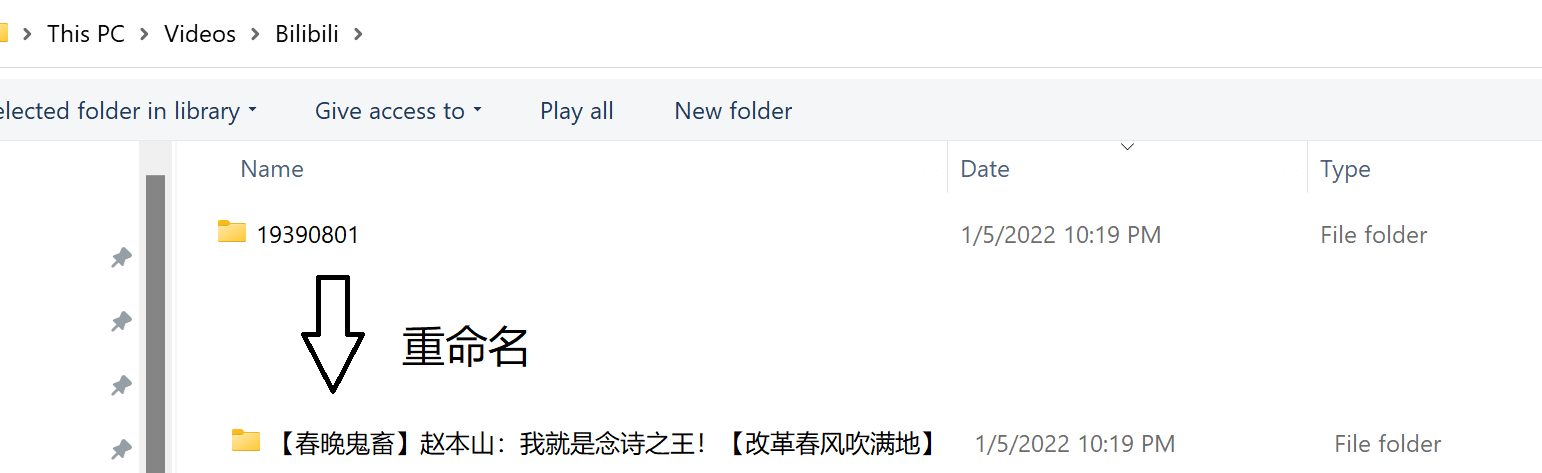 This PC > Videos > Bilibili >
elected folder in library Give access to Play all New folder
Name Date Type
19390801 1/5/2022 10:19 PM File folder
重命名
【春晚鬼畜】赵本山：我就是念诗之王！【改革春风吹满地】 1/5/2022 10:19 PM File folder